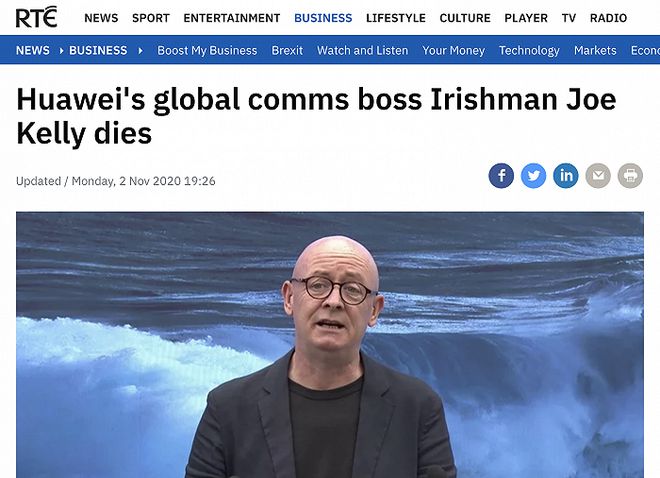 RTÉ NEWS SPORT ENTERTAINMENT BUSINESS LIFESTYLE CULTURE PLAYER TV RADIO
NEWS BUSINESS Boost My Business Brexit Watch and Listen Your Money Technology Markets Econo
Huawei's global comms boss Irishman Joe
Kelly dies
Updated / Monday, 2 Nov 2020 19:26
f in